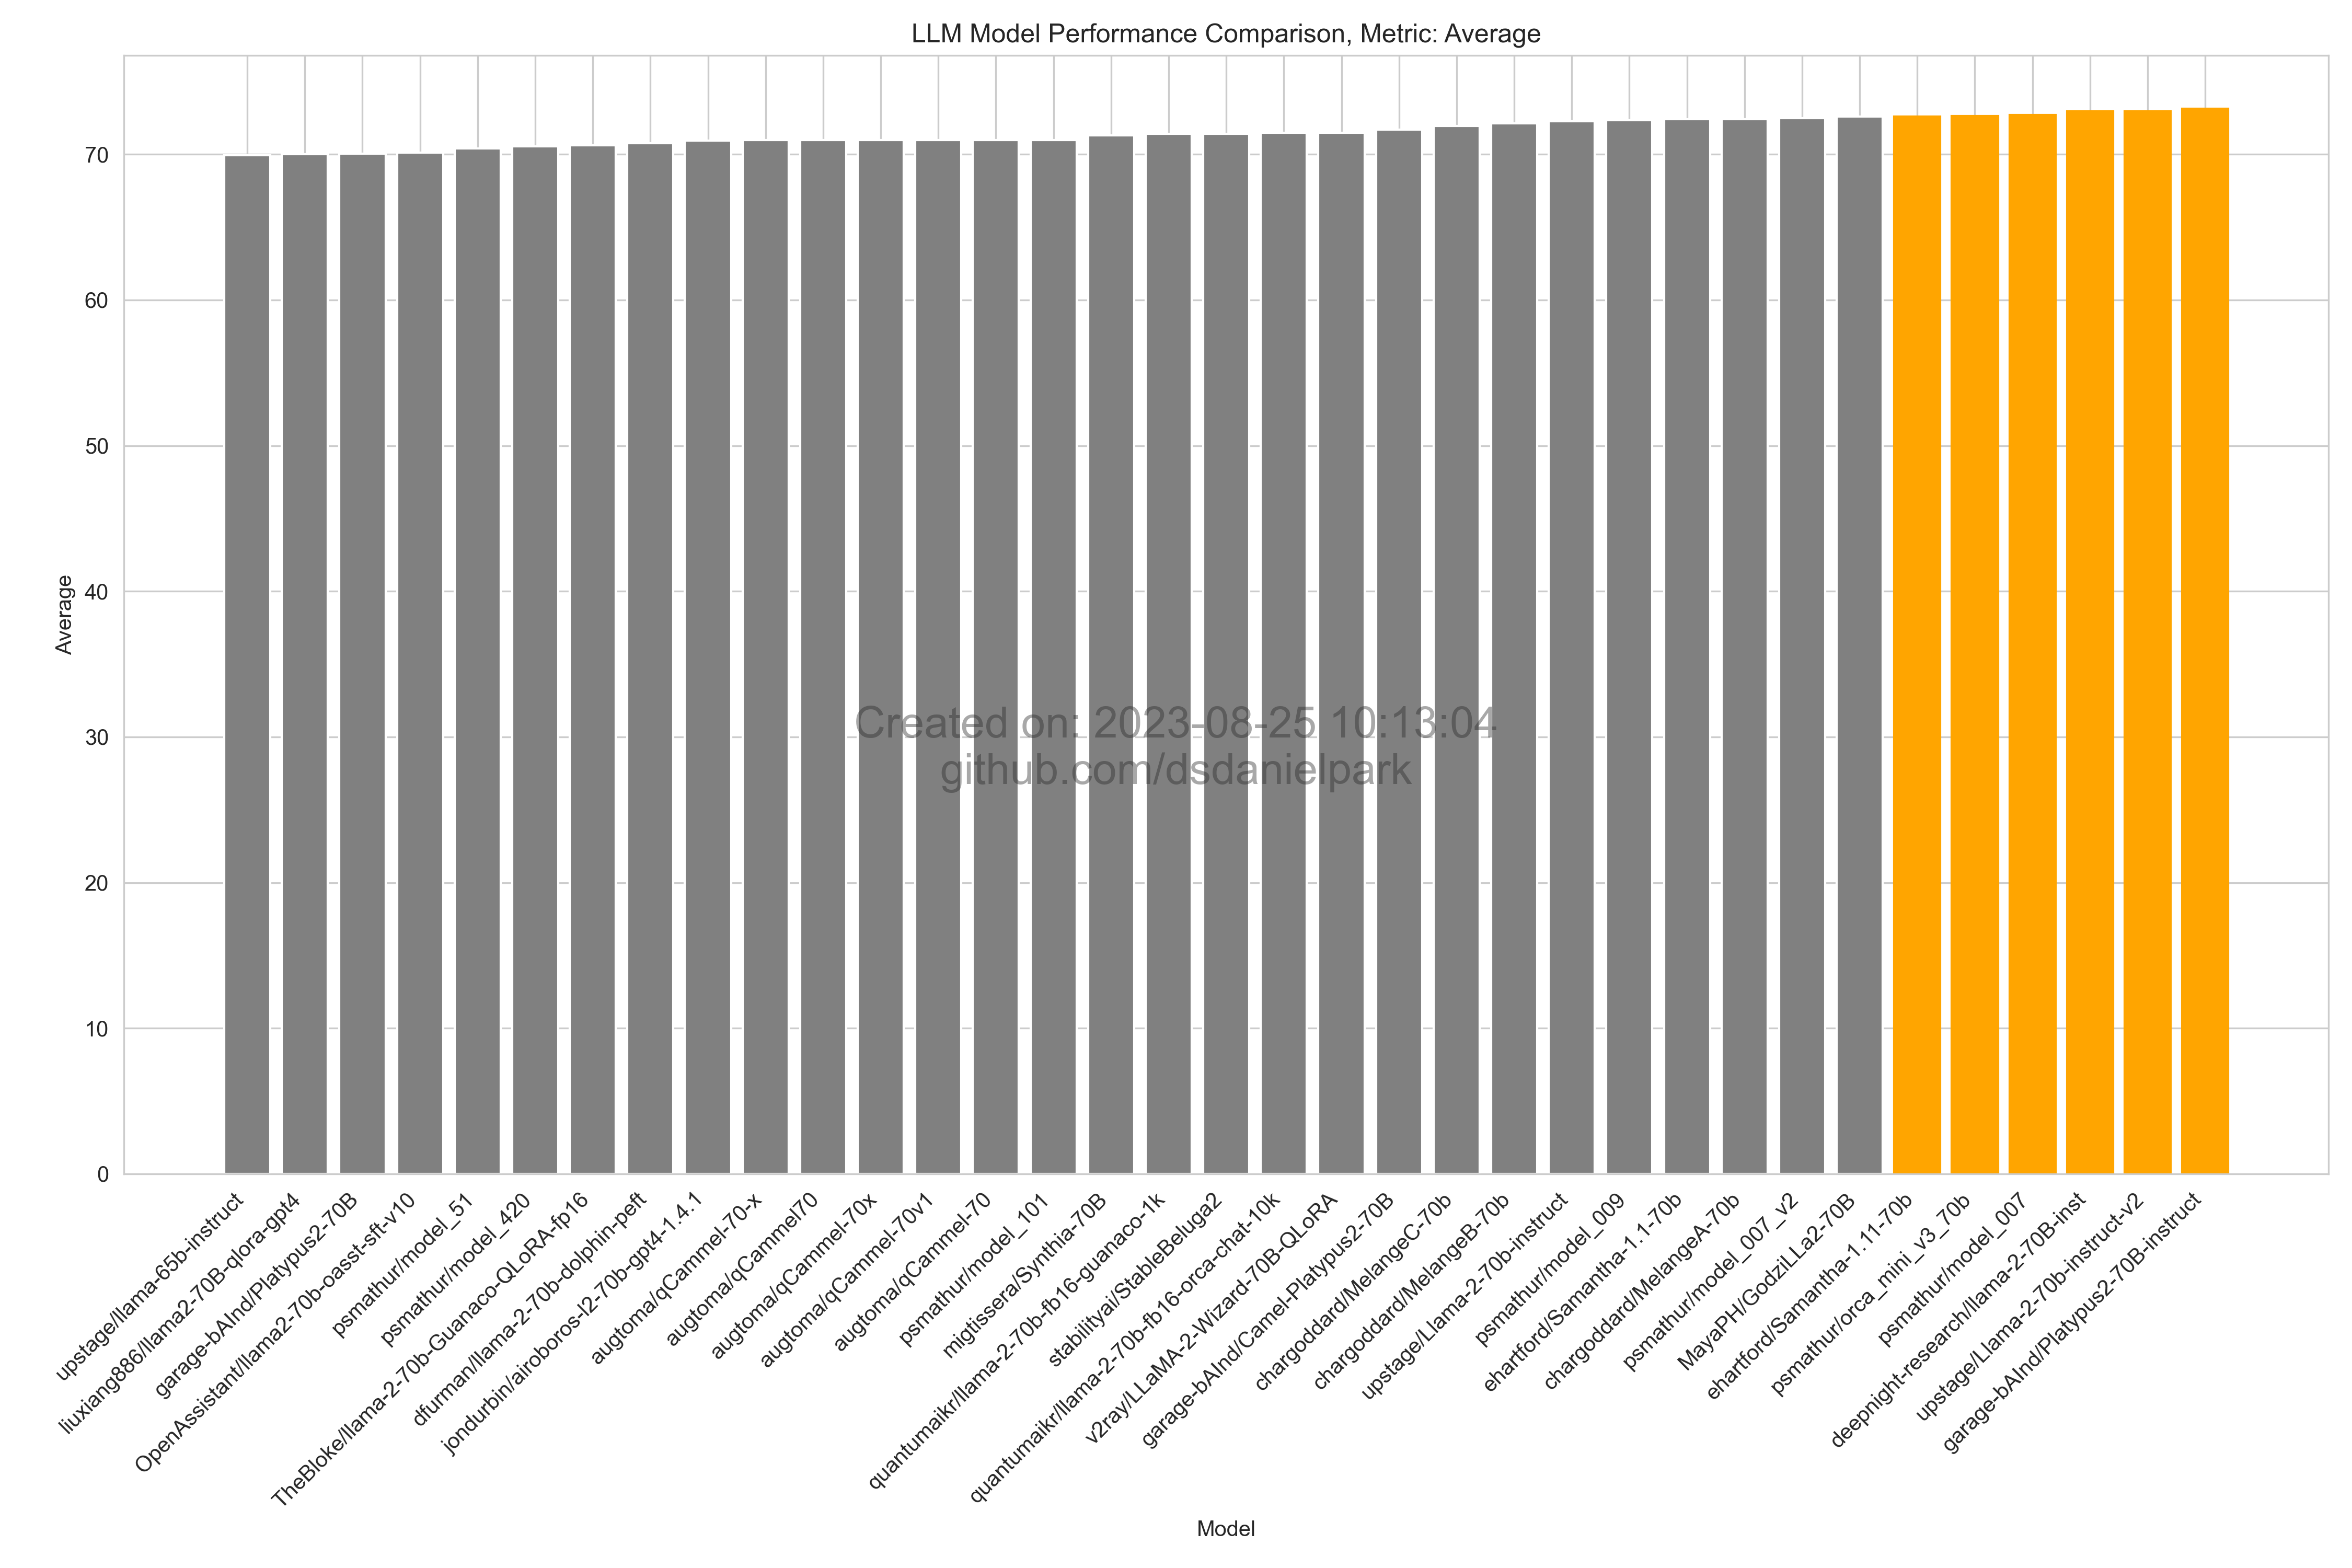 LLM Model Performance Comparison, Metric: Average
70
60
50
40
30
20
10
0
Average
Created on: 2023-08-25 10:13:04
github.com/dsdanielpark
upstage/llama-65b-instruct
liuxiang886/llama2-70B-qlora-gpt4
garage-bAInd/Platypus2-70B
OpenAssistant/llama2-70b-oasst-sft-v10
psmathur/model_51
psmathur/model_420
TheBloke/llama-2-70b-Guanaco-QLoRA-fp16
dfurman/llama-2-70b-dolphin-peft
jondurbin/airoboros-l2-70b-gpt4-1.4.1
augtoma/qCammel-70-x
augtoma/qCammel70
augtoma/qCammel-70x
augtoma/qCammel-70v1
augtoma/qCammel-70
psmathur/model_101
migtissera/Synthia-70B
quantumaikr/llama-2-70b-fb16-guanaco-1k
stabilityai/StableBeluga2
quantumaikr/llama-2-70b-fb16-orca-chat-10k
v2ray/LLaMA-2-Wizard-70B-QLoRA
garage-bAInd/Camel-Platypus2-70B
chargoddard/MelangeC-70b
chargoddard/MelangeB-70b
upstage/Llama-2-70b-instruct
psmathur/model_009
ehartford/Samantha-1.1-70b
chargoddard/MelangeA-70b
psmathur/model_007_v2
MayaPH/GodziLLa2-70B
ehartford/Samantha-1.11-70b
psmathur/orca_mini_v3_70b
psmathur/model_007
deepnight-research/llama-2-70B-inst
upstage/Llama-2-70b-instruct-v2
garage-bAInd/Platypus2-70B-instruct
Model